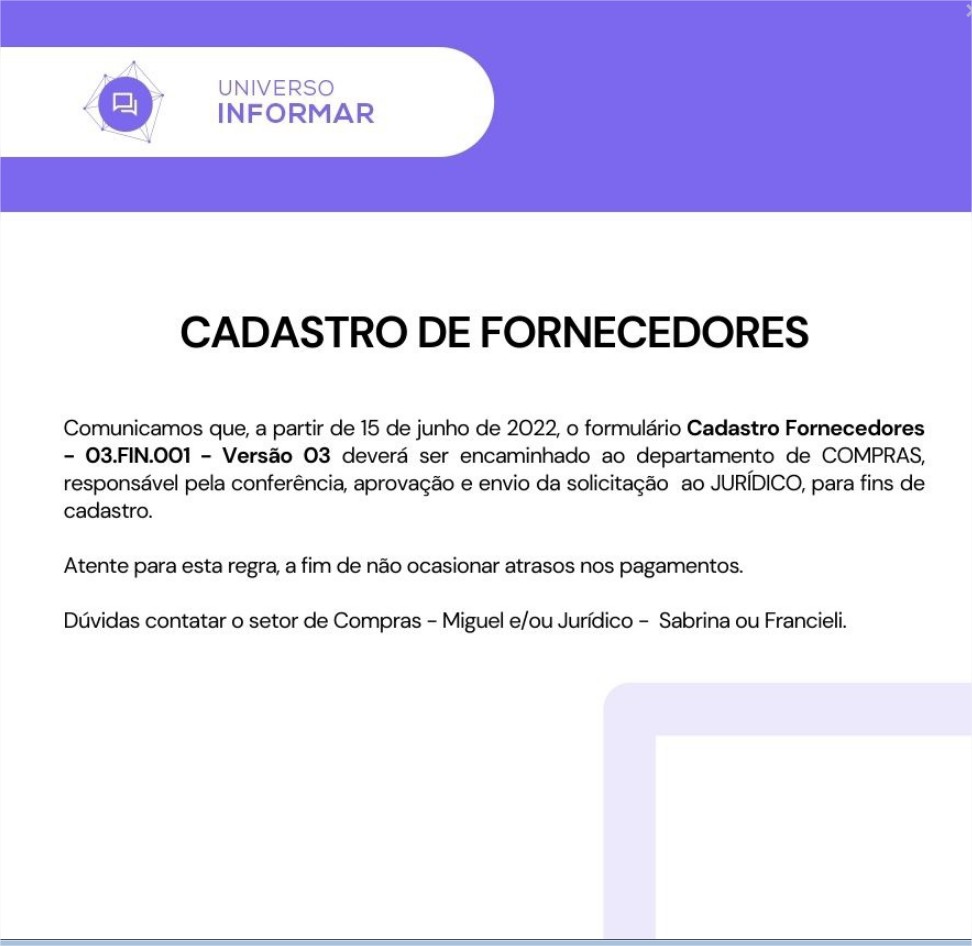 UNIVERSO
INFORMAR
CADASTRO DE FORNECEDORES
Comunicamos que, a partir de 15 de junho de 2022, o formulário Cadastro Fornecedores
- 03.FIN.001 - Versão 03 deverá ser encaminhado ao departamento de COMPRAS,
responsável pela conferência, aprovação e envio da solicitação ao JURÍDICO, para fins de
cadastro.
Atente para esta regra, a fim de não ocasionar atrasos nos pagamentos.
Dúvidas contatar o setor de Compras - Miguel e/ou Jurídico - Sabrina ou Francieli.